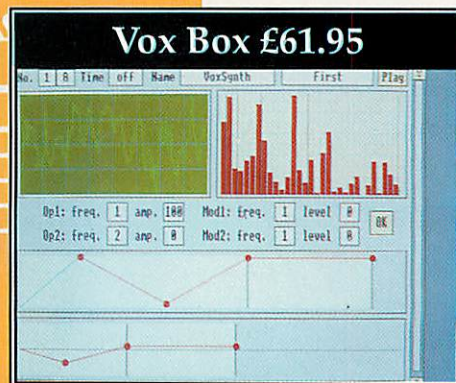 Vox Box £61.95
No. 1 8 Time off Name VoxSynth First Play
Op1: freq. 1 amp. 100 Mod1: freq. 1 level 0
OK
Op2: freq. 2 amp. 0 Mod2: freq. 1 level 0